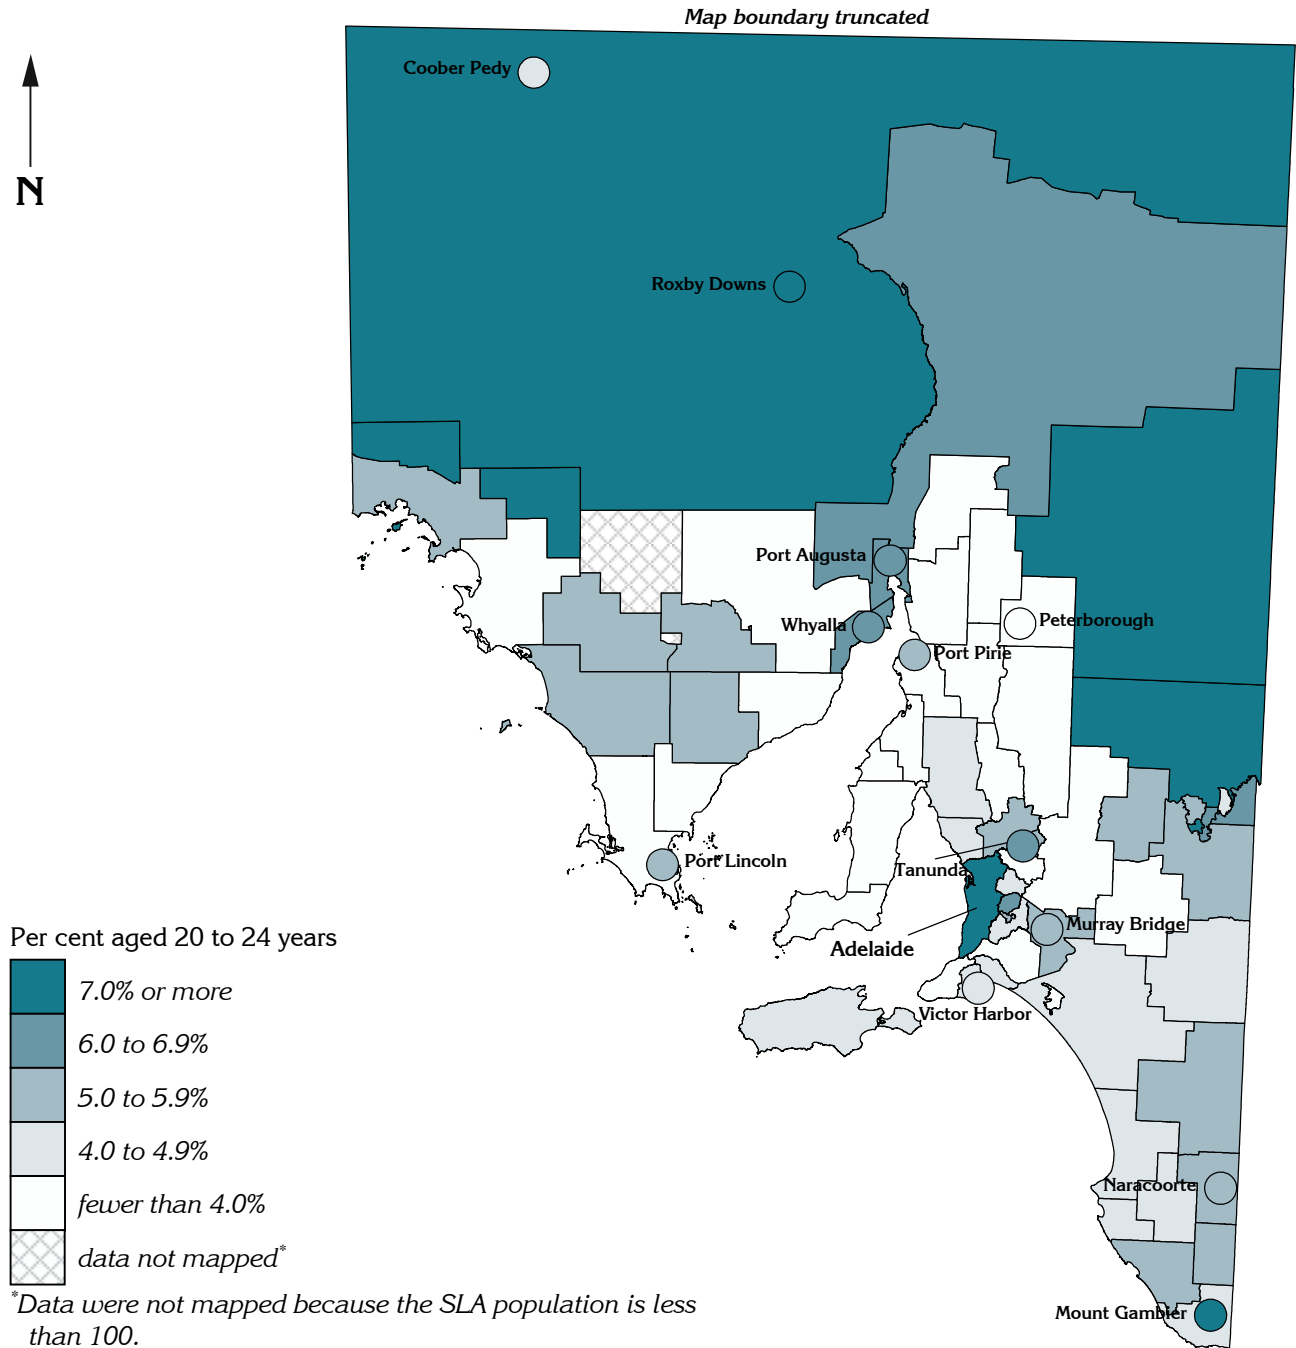 Map boundary truncated
Coober Pedy
N
Roxby Downs
Port Augusta
Whyalla
Peterborough
Port Pirie
Port Lincoln
Tanunda
Murray Bridge
Adelaide
Victor Harbor
Naracoorte
Mount Gambier
Per cent aged 20 to 24 years
7.0% or more
6.0 to 6.9%
5.0 to 5.9%
4.0 to 4.9%
fewer than 4.0%
data not mapped*
*Data were not mapped because the SLA population is less
than 100.